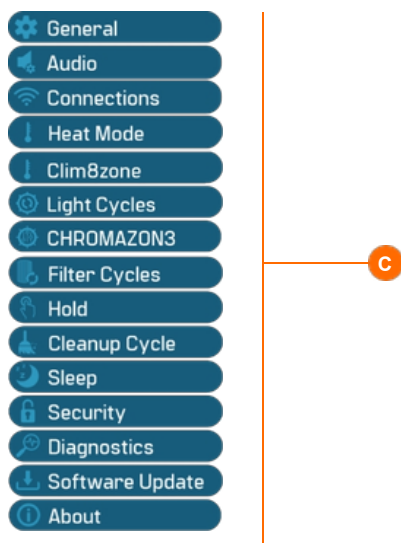 General
Audio
Connections
Heat Mode
Clim8zone
Light Cycles
CHROMAZON3
Filter Cycles
Hold
Cleanup Cycle
Sleep
Security
Diagnostics
Software Update
About
C